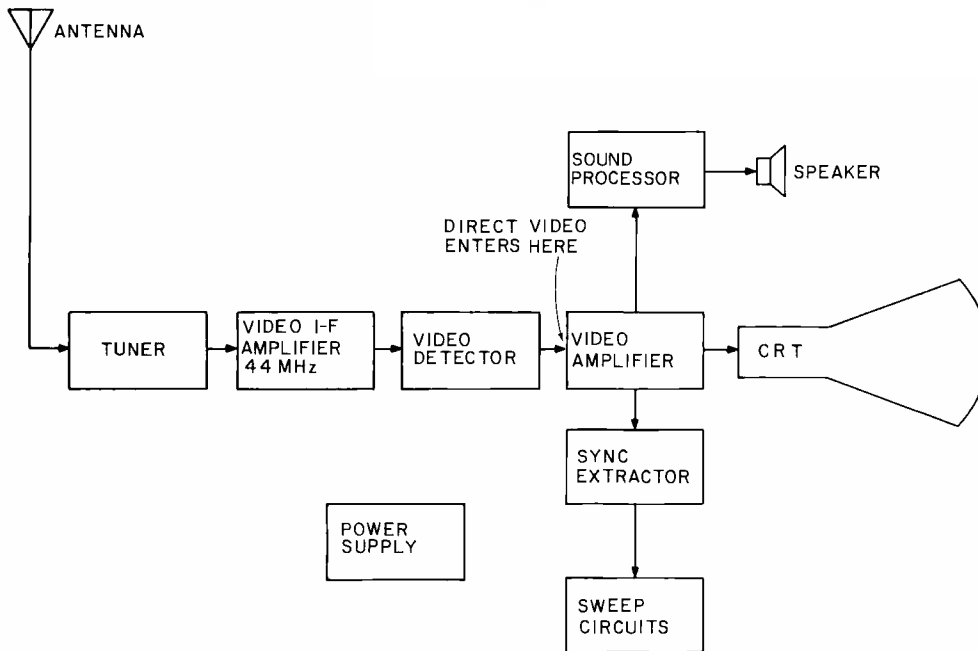 ANTENNA
SOUND
PROCESSOR
SPEAKER
DIRECT VIDEO
ENTERS HERE
TUNER
VIDEO I-F
AMPLIFIER
44 MHz
VIDEO
DETECTOR
VIDEO
AMPLIFIER
CRT
SYNC
EXTRACTOR
POWER
SUPPLY
SWEEP
CIRCUITS